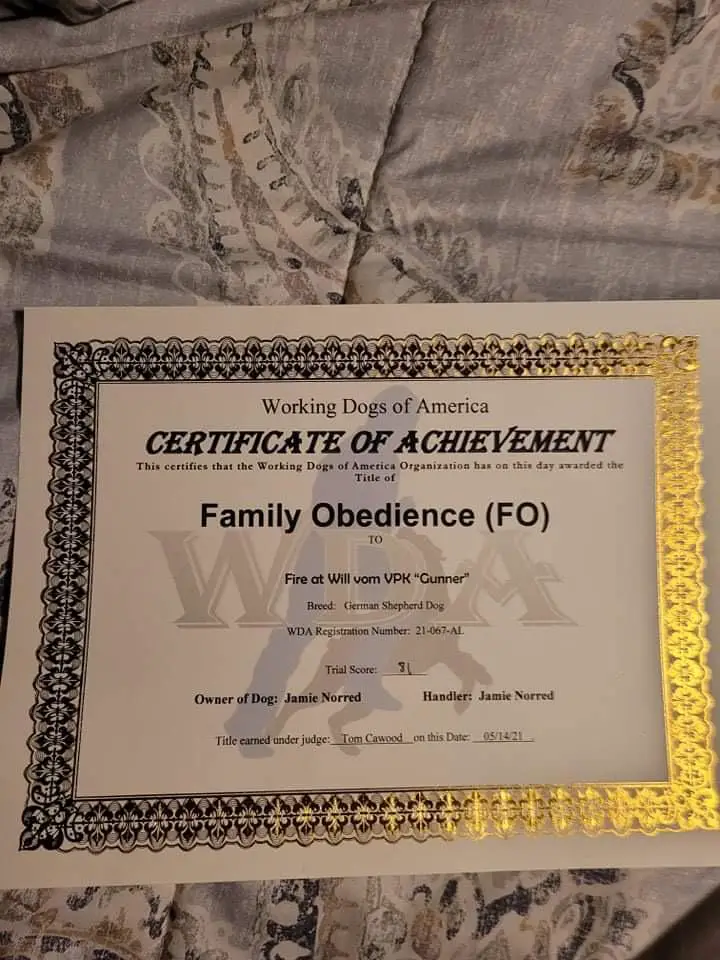 Working Dogs of America
CERTIFICATE OF ACHIEVEMENT
This certifies that the Working Dogs of America Organization has on this day awarded the
Title of
Family Obedience (FO)
TO
WDA
Fire at Will vom VPK "Gunner"
Breed: German Shepherd Dog
WDA Registration Number: 21-067-AL
Trial Score: 81
Owner of Dog: Jamie Norred Handler: Jamie Norred
Title earned under judge: Tom Cawood on this Date: 05/14/21 .